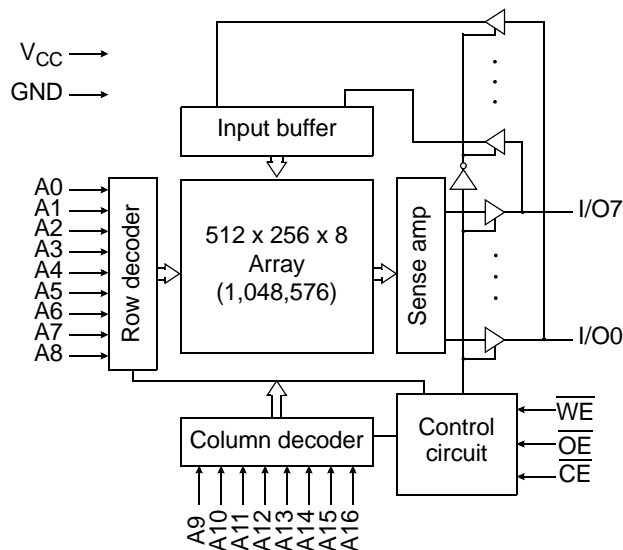 VCC
GND
Input buffer
A0
A1
A2
A3
A4
A5
A6
A7
A8
Row decoder
512 x 256 x 8
Array
(1,048,576)
Sense amp
I/O7
I/O0
Column decoder
Control
circuit
WE
OE
CE
A9
A10
A11
A12
A13
A14
A15
A16